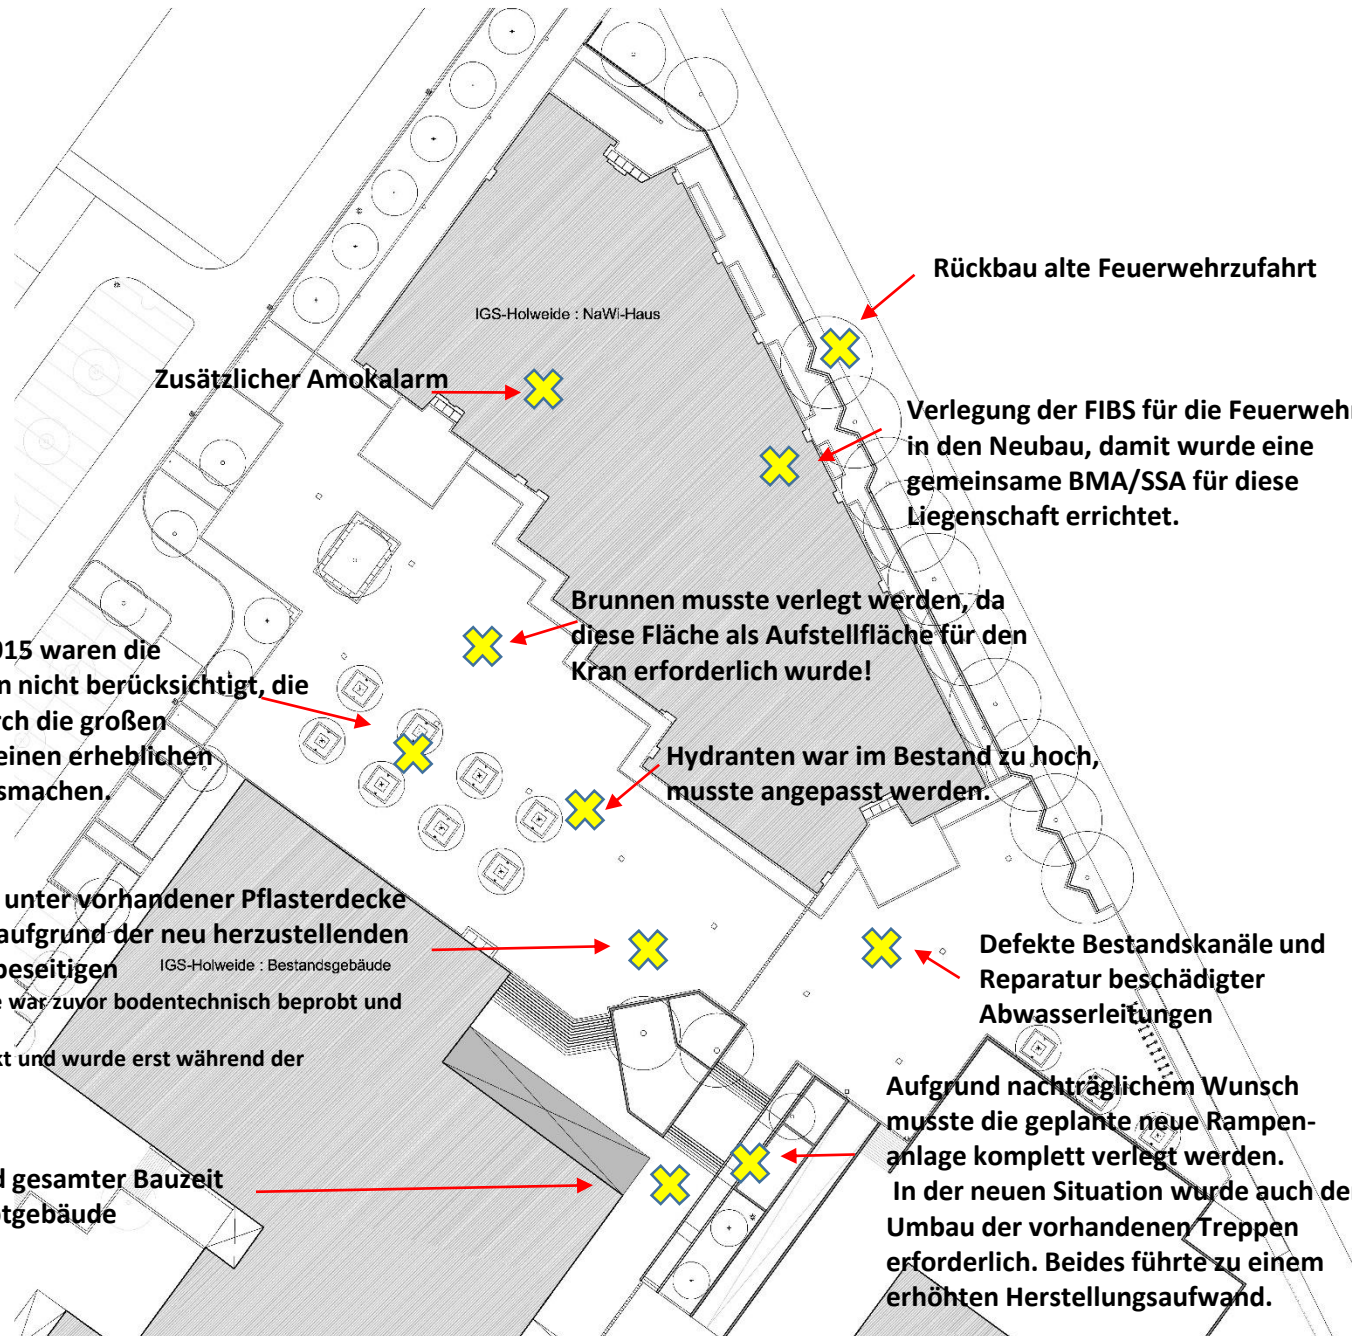 Rückbau alte Feuerwehrzufahrt
IGS-Holweide : NaWi-Haus
Zusätzlicher Amokalarm
Verlegung der FIBS für die Feuerwehr
in den Neubau, damit wurde eine
gemeinsame BMA/SSA für diese
Liegenschaft errichtet.
Brunnen musste verlegt werden, da
diese Fläche als Aufstellfläche für den
Kran erforderlich wurde!
015 waren die
n nicht berücksichtigt, die
rch die großen
einen erheblichen
smachen.
Hydranten war im Bestand zu hoch,
musste angepasst werden.
unter vorhandener Pflasterdecke
aufgrund der neu herzustellenden
beseitigen
IGS-Holweide : Bestandsgebäude
e war zuvor bodentechnisch beprobt und
kt und wurde erst während der
Defekte Bestandskanäle und
Reparatur beschädigter
Abwasserleitungen
Aufgrund nachträglichem Wunsch
musste die geplante neue Rampen-
anlage komplett verlegt werden.
In der neuen Situation wurde auch der
Umbau der vorhandenen Treppen
erforderlich. Beides führte zu einem
erhöhten Herstellungsaufwand.
d gesamter Bauzeit
ptgebäude